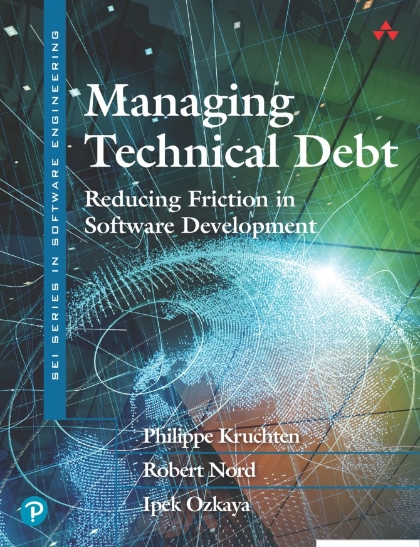 SEI SERIES IN SOFTWARE ENGINEERING
Managing
Technical Debt
Reducing Friction in
Software Development
Philippe Kruchten
Robert Nord
Ipek Ozkaya
P